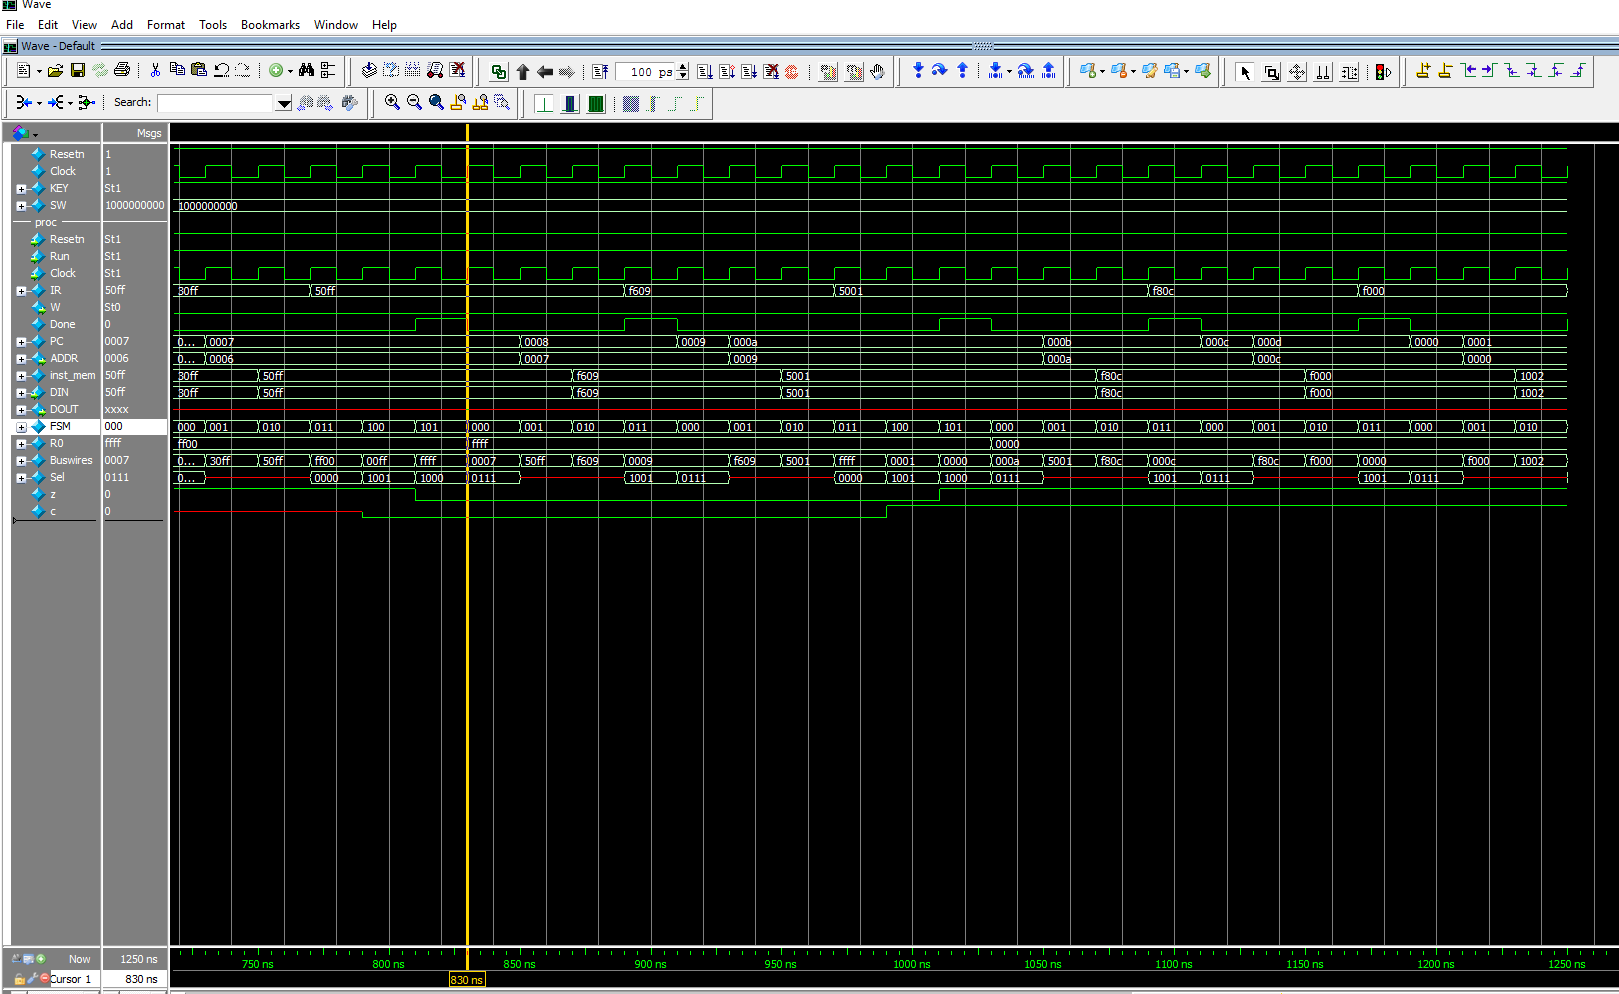 Wave
File Edit View Add Format Tools Bookmarks Window Help
Wave - Default
100 ps
Search:
Msgs
Resetn 1
Clock 1
KEY St1
SW 1000000000 1000000000
proc
Resetn St1
Run St1
Clock St1
IR 50ff 30ff 50ff f609 5001 f80c f000
W St0
Done 0
PC 0007 0... 0007 0008 0009 000a 000b 000c 000d 0000 0001
ADDR 0006 0... 0006 0007 0009 000a 000c 0000
inst_mem 50ff 30ff 50ff f609 5001 f80c f000 1002
DIN 50ff 30ff 50ff f609 5001 f80c f000 1002
DOUT xxxx
FSM 000 000 001 010 011 100 101 000 001 010 011 000 001 010 011 100 101 000 001 010 011 000 001 010 011 000 001 010
R0 ffff ff00 ffff 0000
Buswires 0007 0... 30ff 50ff ff00 00ff ffff 0007 50ff f609 0009 f609 5001 ffff 0001 0000 000a 5001 f80c 000c f80c f000 0000 f000 1002
Sel 0111 0... 0000 1001 1000 0111 1001 0111 0000 1001 1000 0111 1001 0111 1001 0111
z 0
c 0
Now 1250 ns 750 ns 800 ns 850 ns 900 ns 950 ns 1000 ns 1050 ns 1100 ns 1150 ns 1200 ns 1250 ns
Cursor 1 830 ns 830 ns